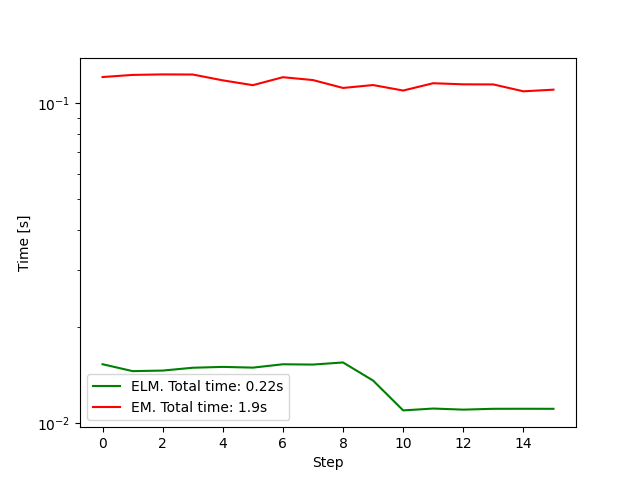 10⁻¹
10⁻²
Time [s]
ELM. Total time: 0.22s
EM. Total time: 1.9s
0 2 4 6 8 10 12 14
Step